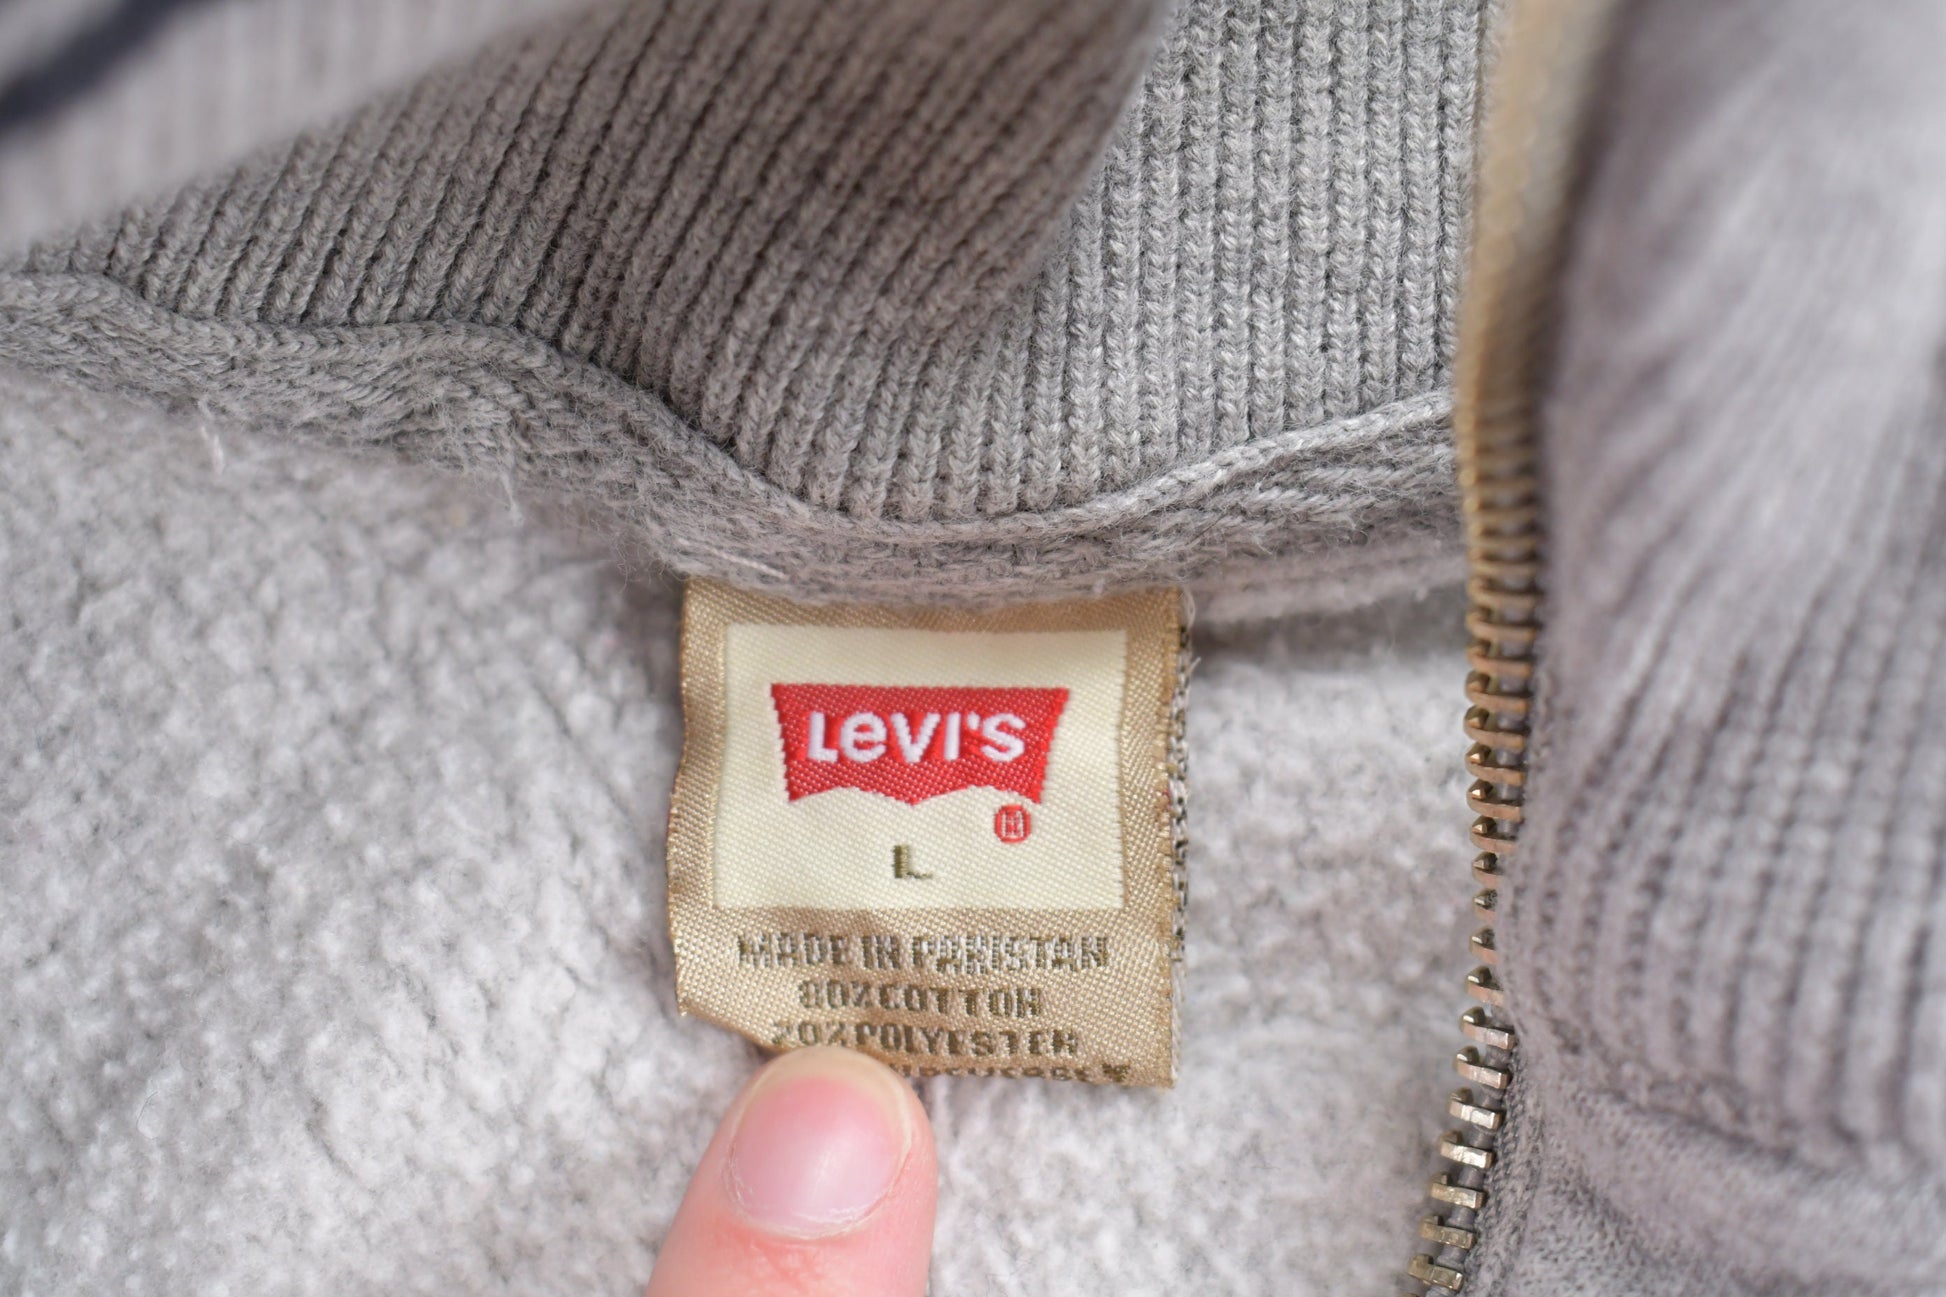 Levi's
®
L
MADE IN PAKISTAN
80%COTTON
20%POLYESTER